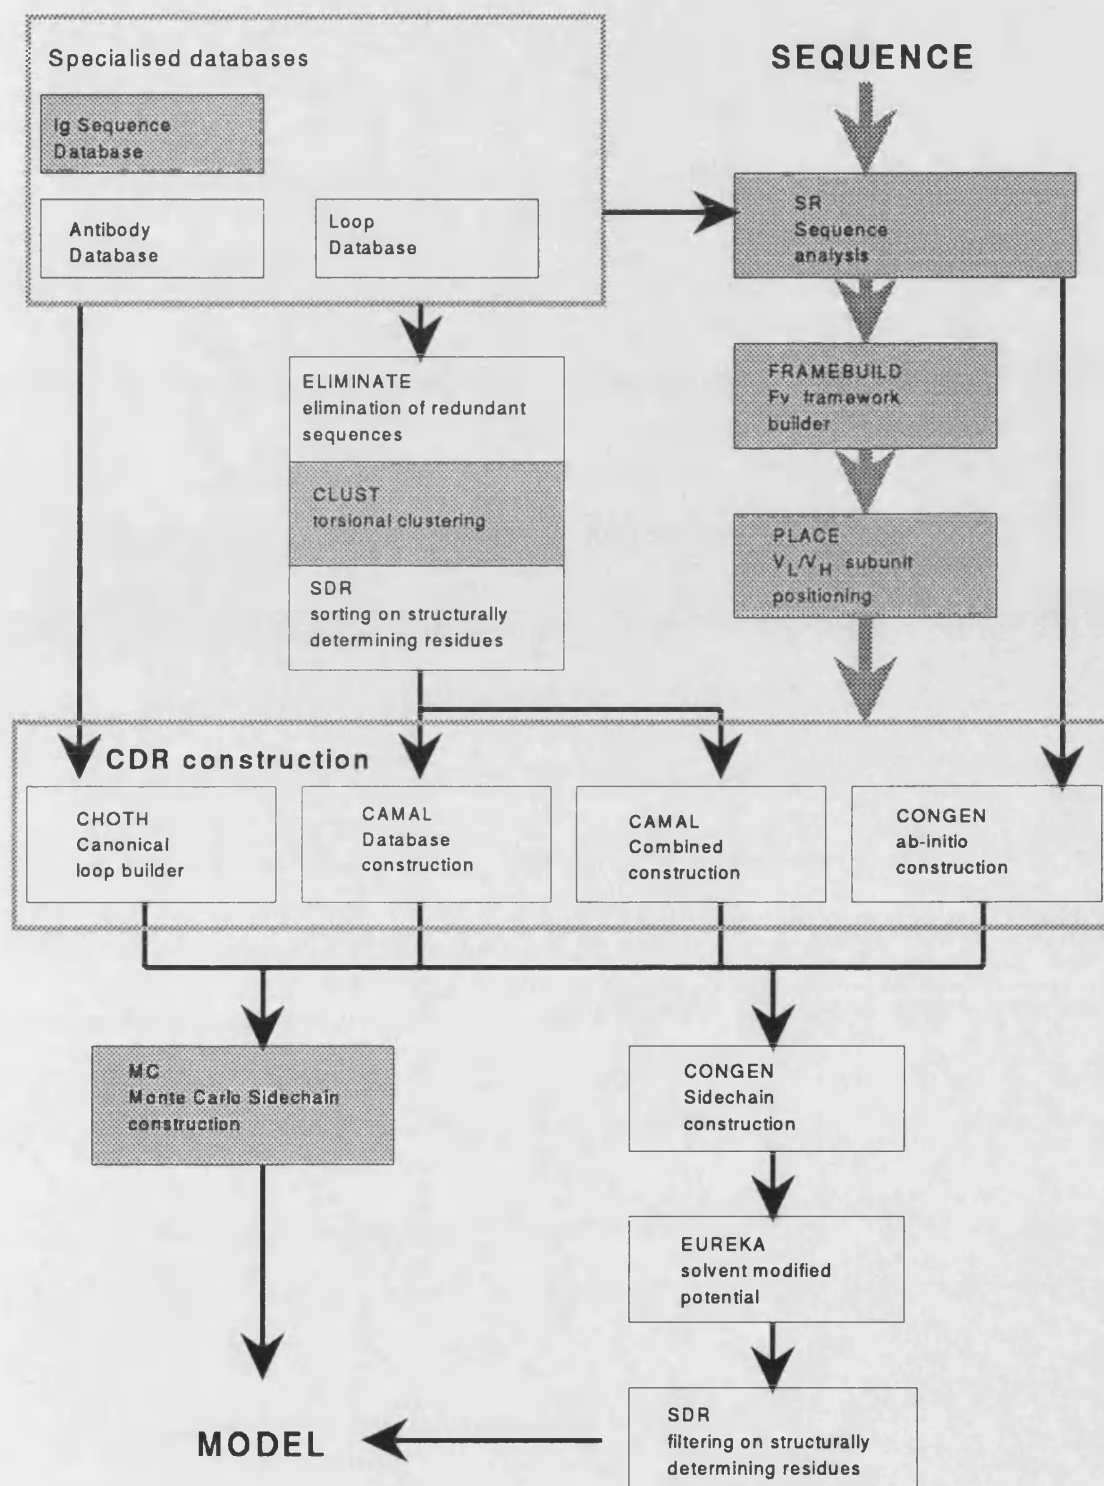 Specialised databases
SEQUENCE
Ig Sequence
Database
Antibody
Database
Loop
Database
SR
Sequence
analysis
ELIMINATE
elimination of redundant
sequences
FRAMEBUILD
Fv framework
builder
CLUST
torsional clustering
PLACE
VL/VH subunit
positioning
SDR
sorting on structurally
determining residues
CDR construction
CHOTH
Canonical
loop builder
CAMAL
Database
construction
CAMAL
Combined
construction
CONGEN
ab-initio
construction
MC
Monte Carlo Sidechain
construction
CONGEN
Sidechain
construction
EUREKA
solvent modified
potential
SDR
filtering on structurally
determining residues
MODEL